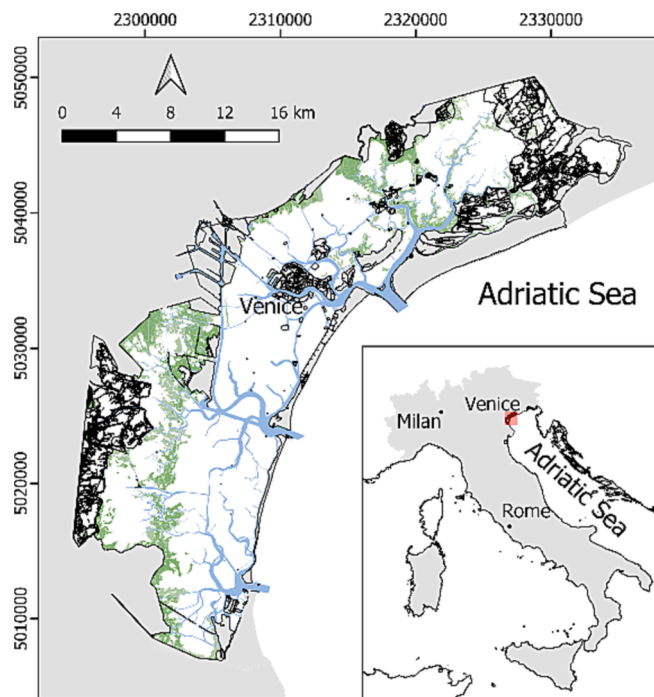 2300000 2310000 2320000 2330000
5050000
0 4 8 12 16 km
5040000
Adriatic Sea
Venice
5030000
Venice
Milan
Adriatic Sea
5020000
Rome
5010000